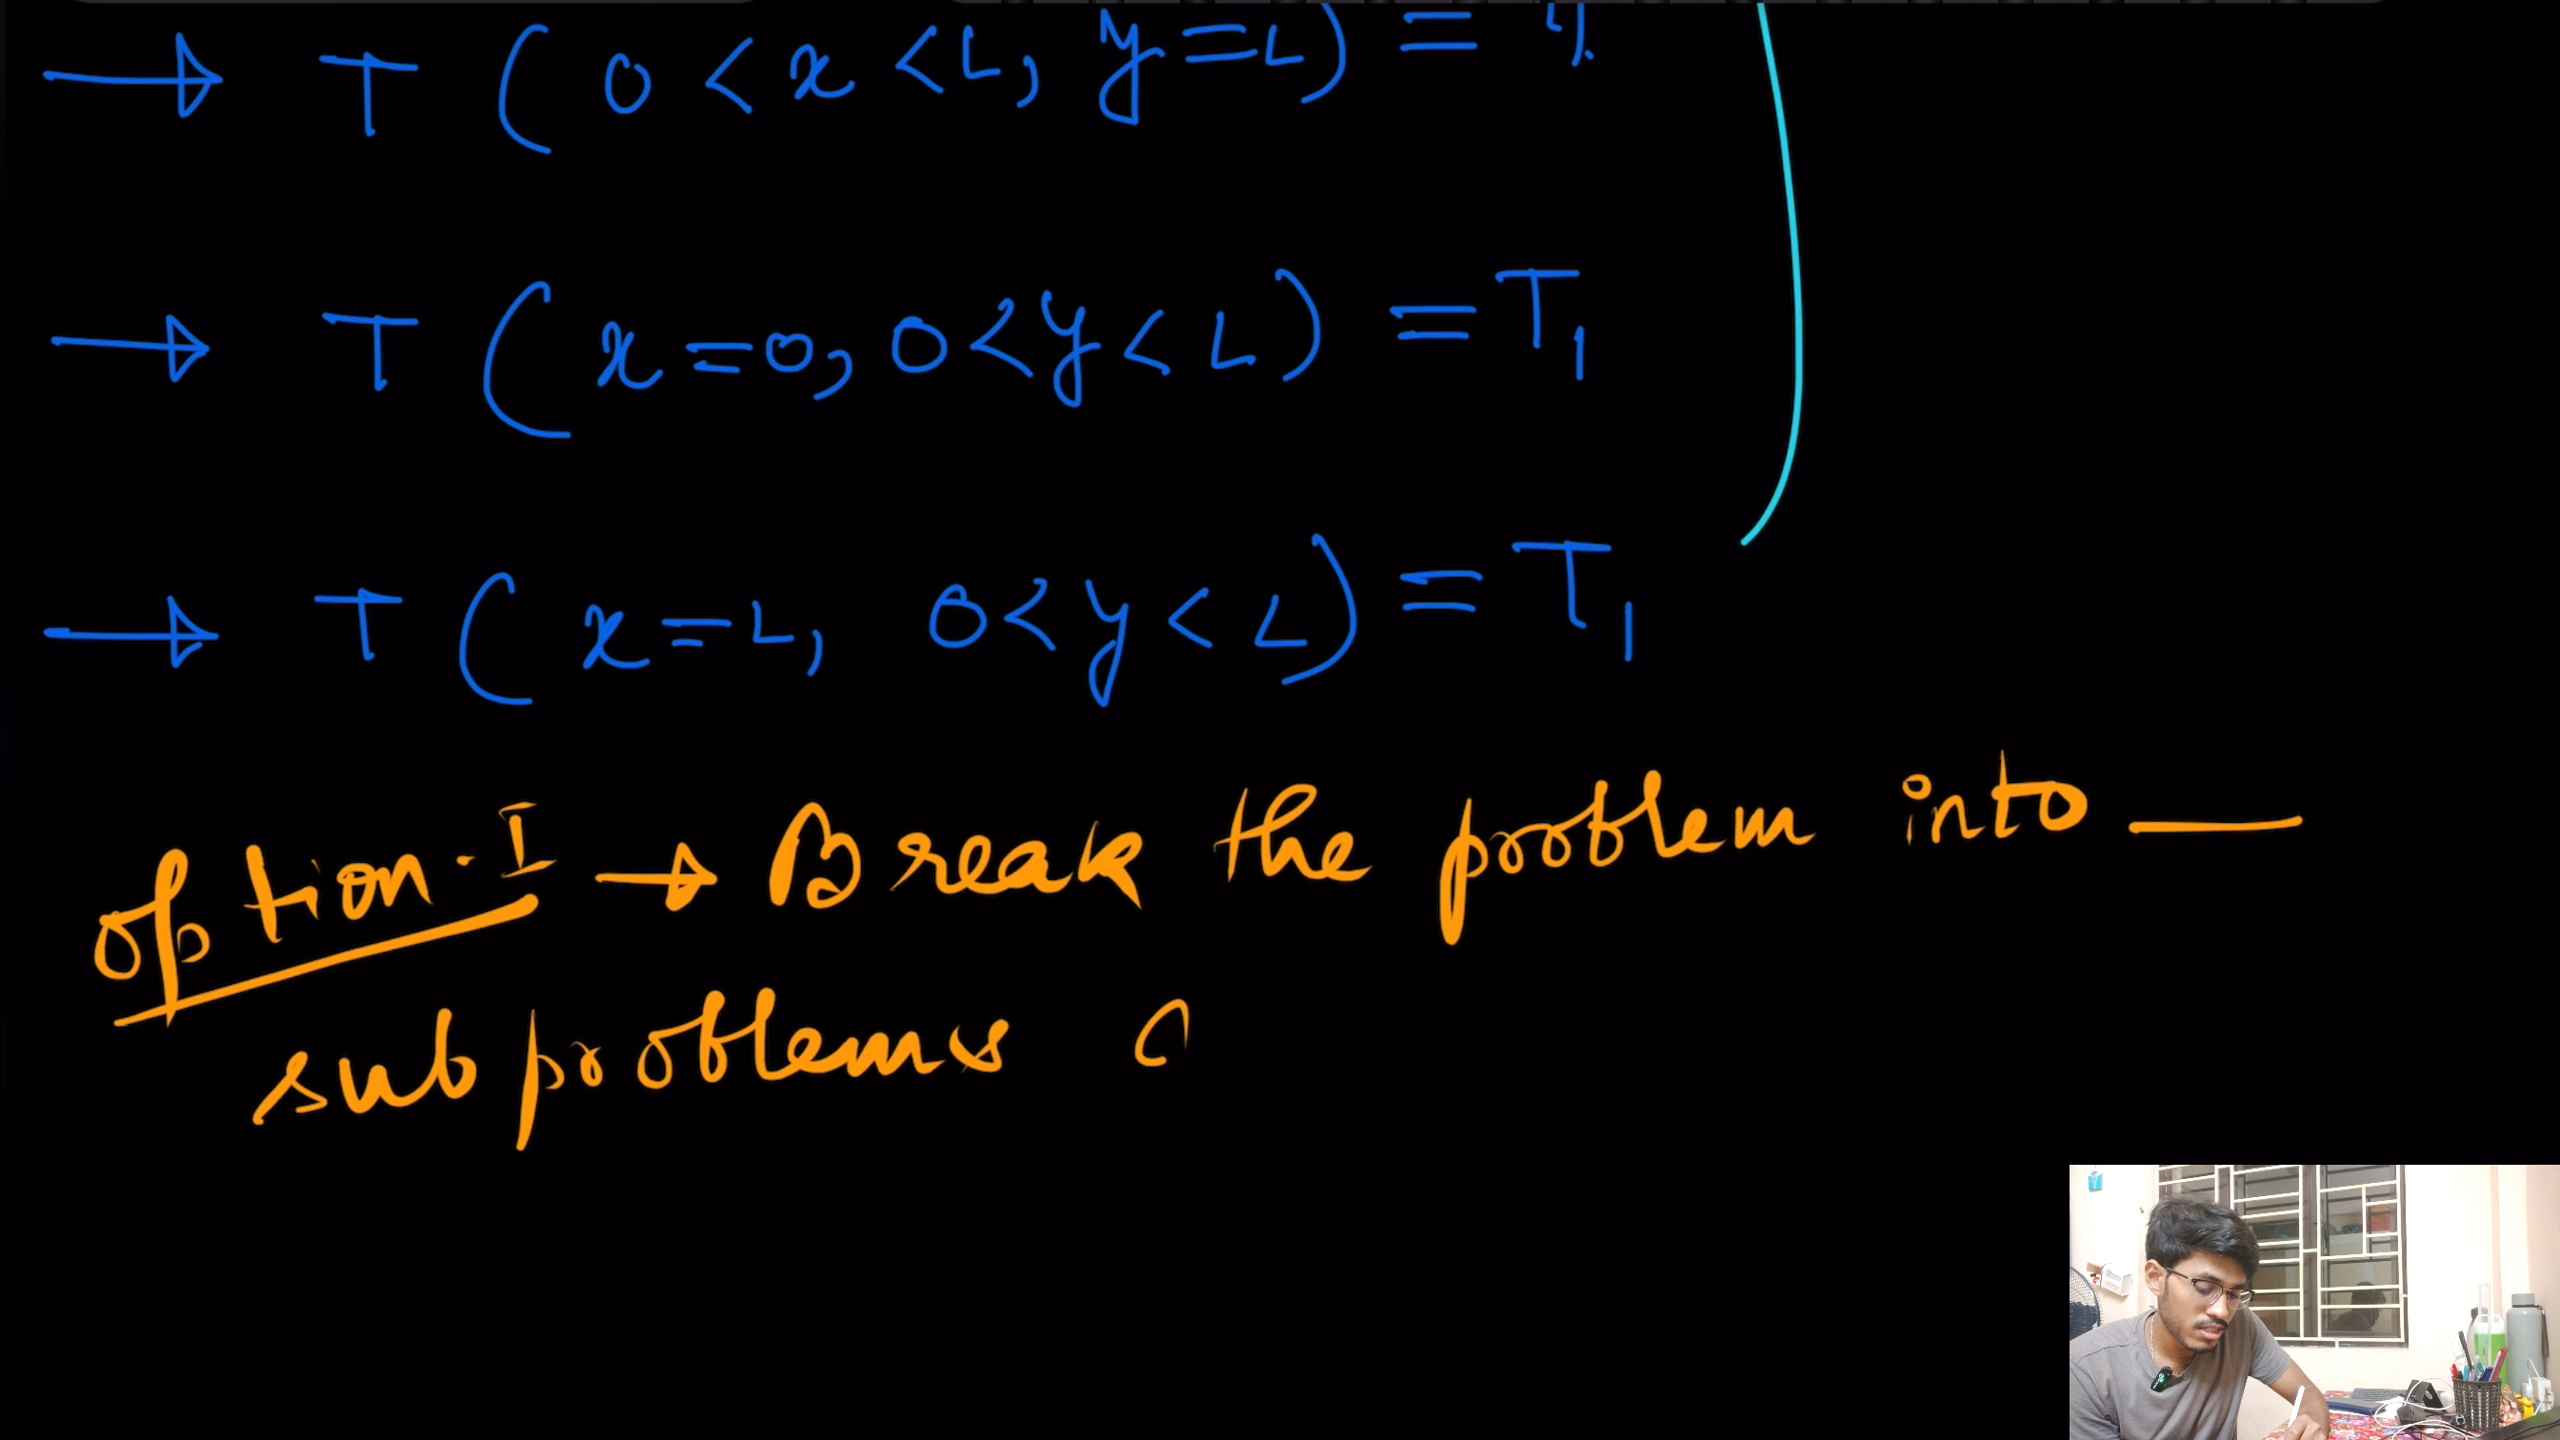 → T ( 0 < x < L, y = L ) =
→ T ( x = 0, 0 < y < L ) = T₁
→ T ( x = L, 0 < y < L ) = T₁
option-I → Break the problem into —
subproblems